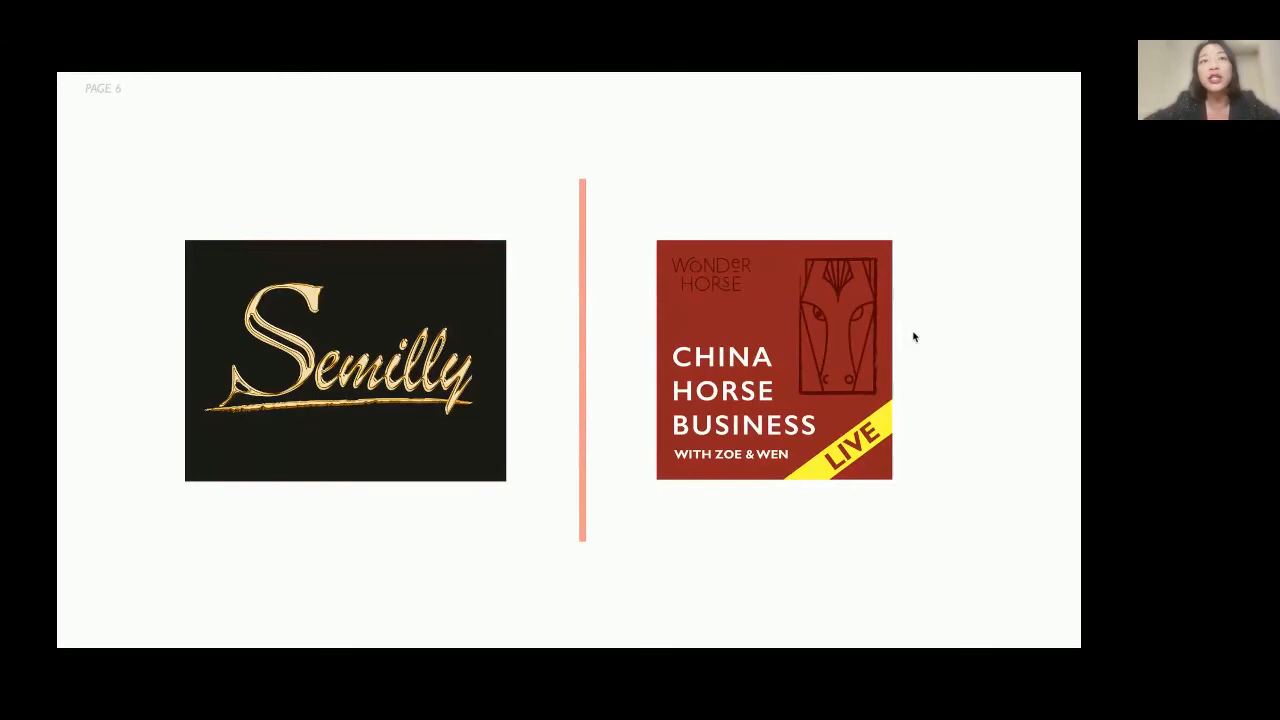 PAGE 6
Semilly
WONDeR
HORsE
CHINA
HORSE
BUSINESS
WITH ZOE & WEN
LIVE